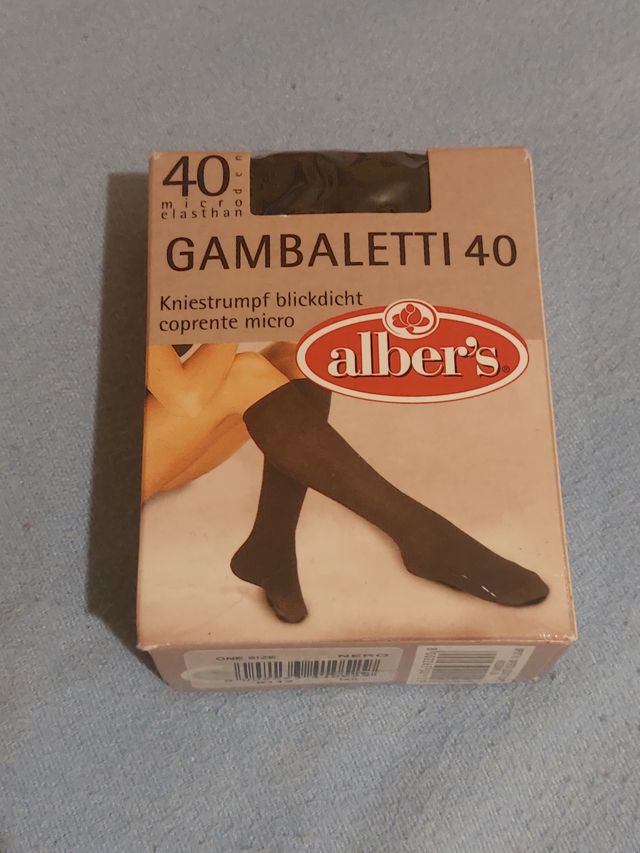 40 den
micro
elasthan
GAMBALETTI 40
Kniestrumpf blickdicht
coprente micro
alber's®
ONE SIZE NERO